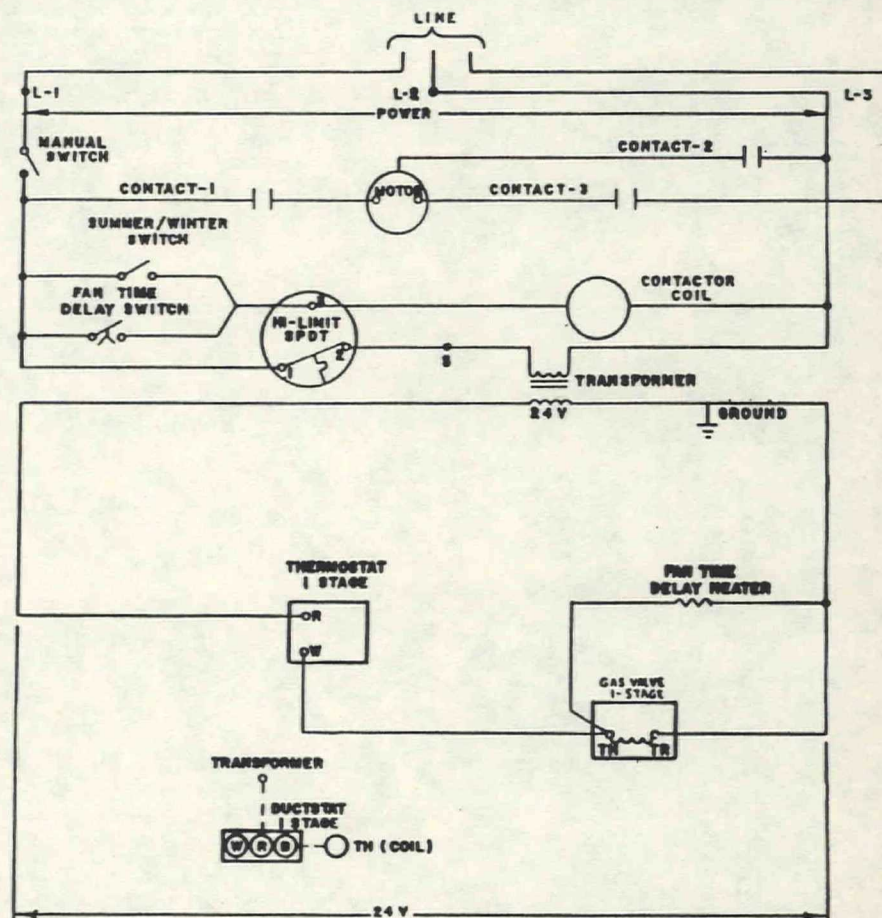 LINE
L-1
L-2
L-3
POWER
MANUAL
SWITCH
CONTACT-2
CONTACT-1
MOTOR
CONTACT-3
SUMMER/WINTER
SWITCH
FAN TIME
DELAY SWITCH
3
HI-LIMIT
SPDT
CONTACTOR
COIL
1
2
S
TRANSFORMER
24V
GROUND
THERMOSTAT
1 STAGE
R
W
FAN TIME
DELAY HEATER
GAS VALVE
1-STAGE
TH TR
TRANSFORMER
DUCTSTAT
1 STAGE
W R B
TH (COIL)
24V